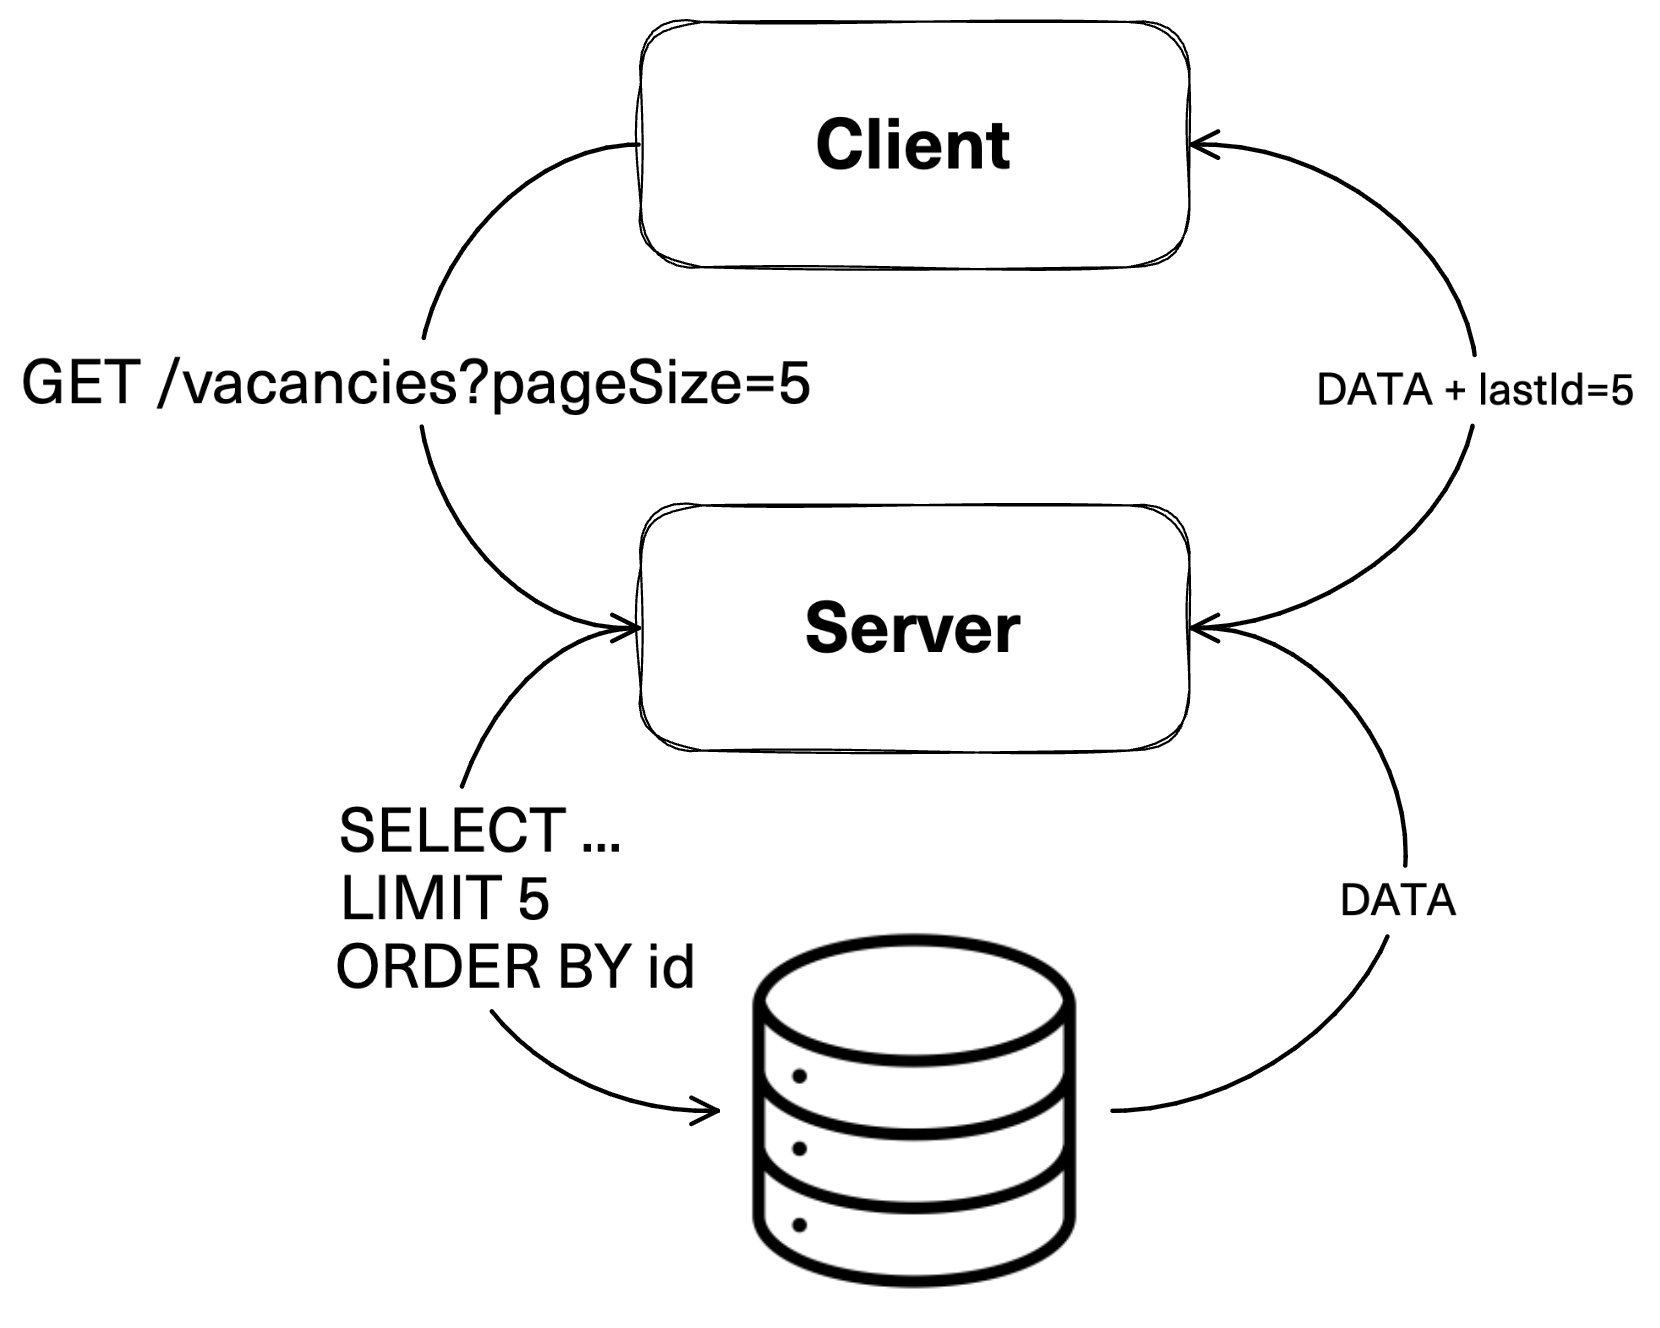 Client
GET /vacancies?pageSize=5
DATA + lastId=5
Server
SELECT ...
LIMIT 5
ORDER BY id
DATA